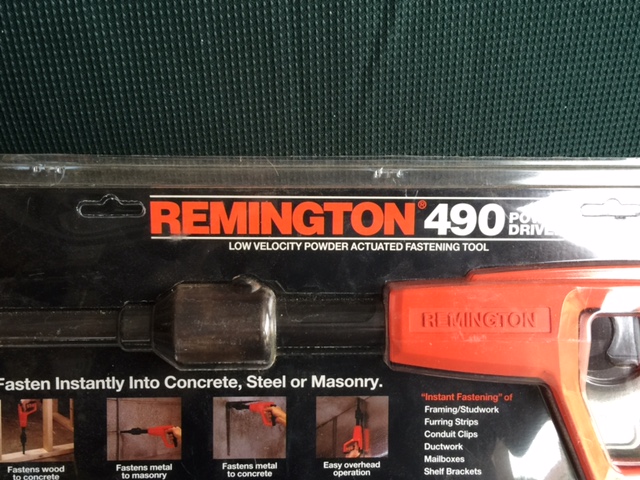 REMINGTON® 490
LOW VELOCITY POWDER ACTUATED FASTENING TOOL
REMINGTON
Fasten Instantly Into Concrete, Steel or Masonry.
Fastens wood
to concrete
Fastens metal
to masonry
Fastens metal
to concrete
Easy overhead
operation
"Instant Fastening" of
Framing/Studwork
Furring Strips
Conduit Clips
Ductwork
Mailboxes
Shelf Brackets